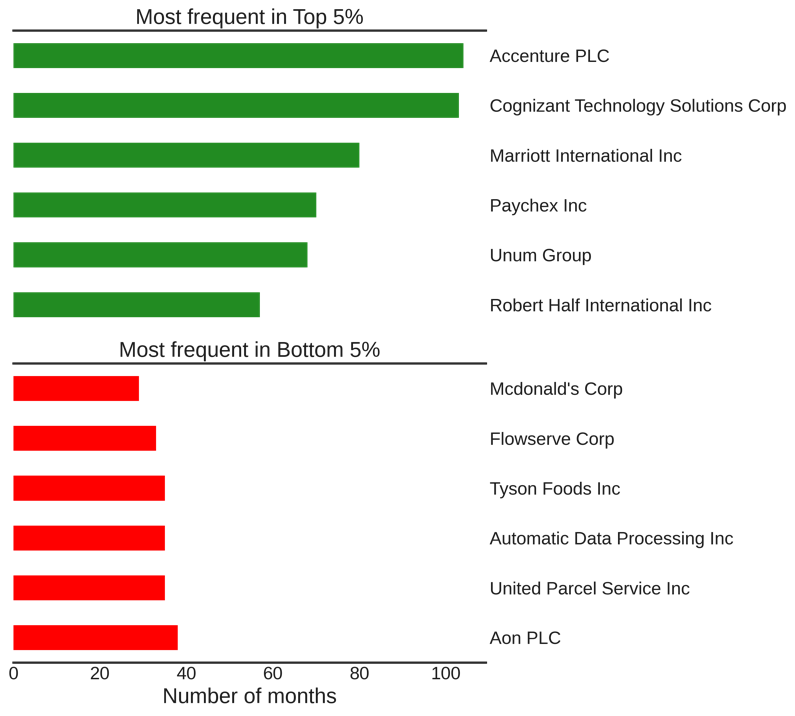 Most frequent in Top 5%
Accenture PLC
Cognizant Technology Solutions Corp
Marriott International Inc
Paychex Inc
Unum Group
Robert Half International Inc
Most frequent in Bottom 5%
Mcdonald's Corp
Flowserve Corp
Tyson Foods Inc
Automatic Data Processing Inc
United Parcel Service Inc
Aon PLC
0 20 40 60 80 100
Number of months